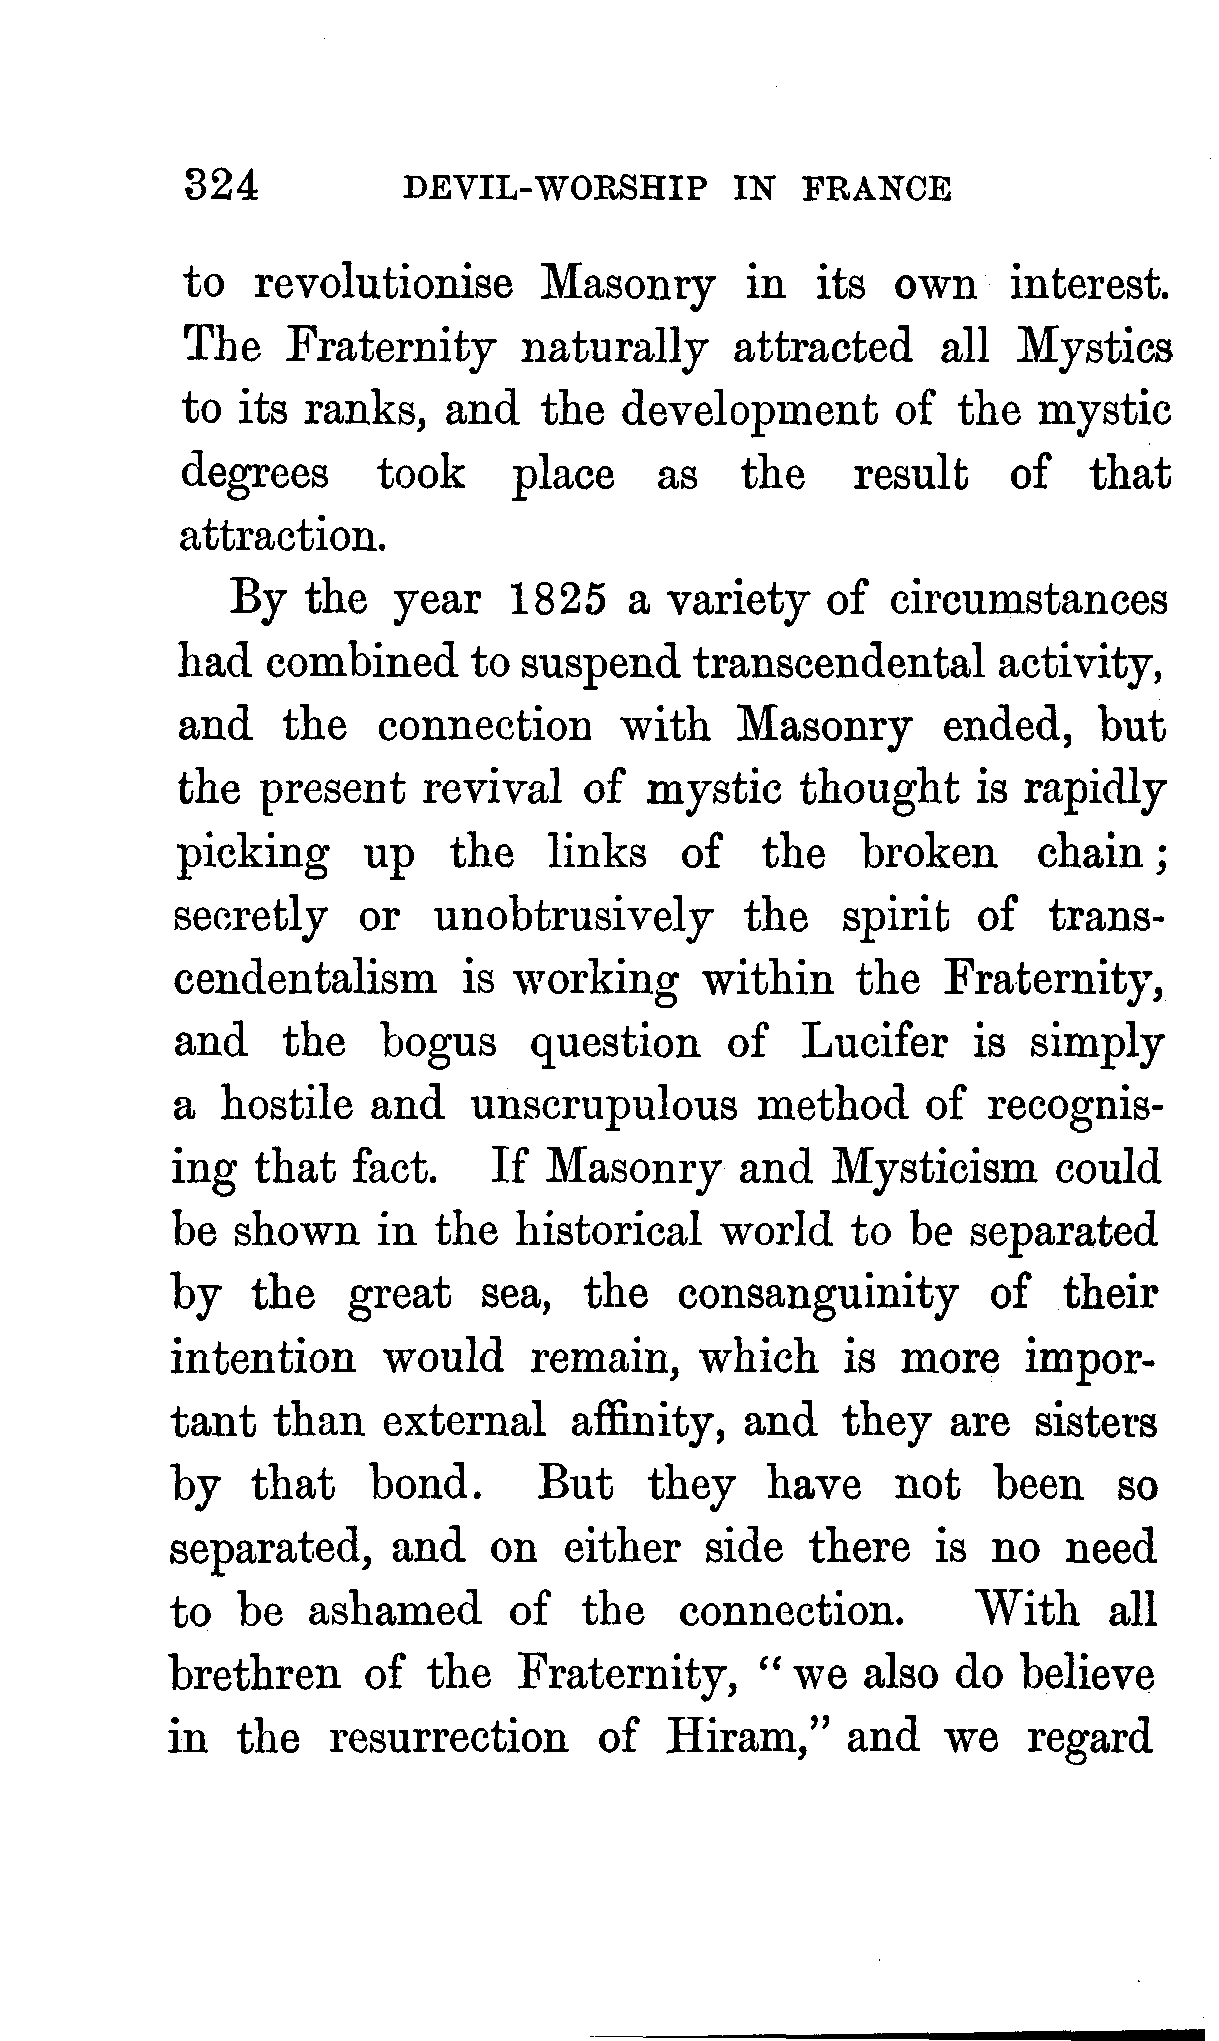 324 DEVIL-WORSHIP IN FRANCE
to revolutionise Masonry in its own interest.
The Fraternity naturally attracted all Mystics
to its ranks, and the development of the mystic
degrees took place as the result of that
attraction.
By the year 1825 a variety of circumstances
had combined to suspend transcendental activity,
and the connection with Masonry ended, but
the present revival of mystic thought is rapidly
picking up the links of the broken chain ;
secretly or unobtrusively the spirit of trans-
cendentalism is working within the Fraternity,
and the bogus question of Lucifer is simply
a hostile and unscrupulous method of recognis-
ing that fact. If Masonry and Mysticism could
be shown in the historical world to be separated
by the great sea, the consanguinity of their
intention would remain, which is more impor-
tant than external affinity, and they are sisters
by that bond. But they have not been so
separated, and on either side there is no need
to be ashamed of the connection. With all
brethren of the Fraternity, “ we also do believe
in the resurrection of Hiram,” and we regard